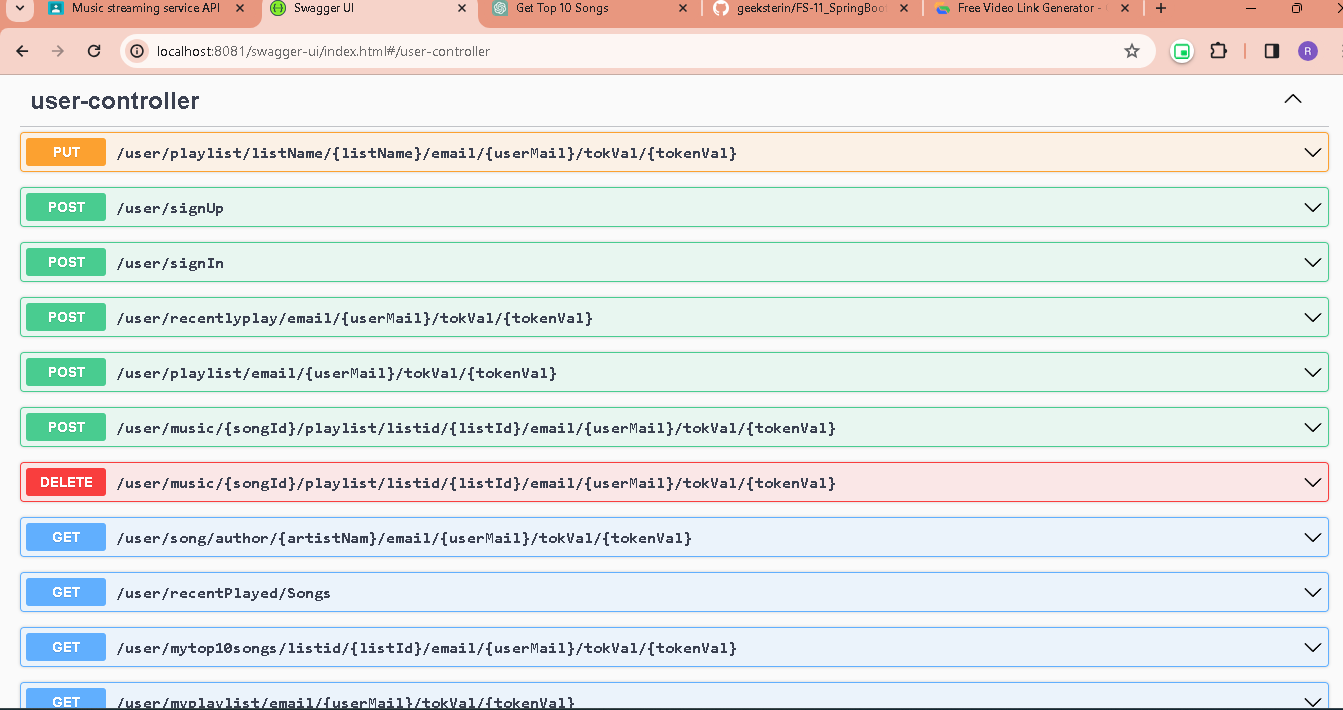 Music streaming service API
Swagger UI
Get Top 10 Songs
geeksterin/FS-11_SpringBoo
Free Video Link Generator -
localhost:8081/swagger-ui/index.html#/user-controller
R
user-controller
PUT /user/playlist/listName/{listName}/email/{userMail}/tokVal/{tokenVal}
POST /user/signUp
POST /user/signIn
POST /user/recentlyplay/email/{userMail}/tokVal/{tokenVal}
POST /user/playlist/email/{userMail}/tokVal/{tokenVal}
POST /user/music/{songId}/playlist/listid/{listId}/email/{userMail}/tokVal/{tokenVal}
DELETE /user/music/{songId}/playlist/listid/{listId}/email/{userMail}/tokVal/{tokenVal}
GET /user/song/author/{artistNam}/email/{userMail}/tokVal/{tokenVal}
GET /user/recentPlayed/Songs
GET /user/mytop10songs/listid/{listId}/email/{userMail}/tokVal/{tokenVal}
GET /user/myplaylist/email/{userMail}/tokVal/{tokenVal}